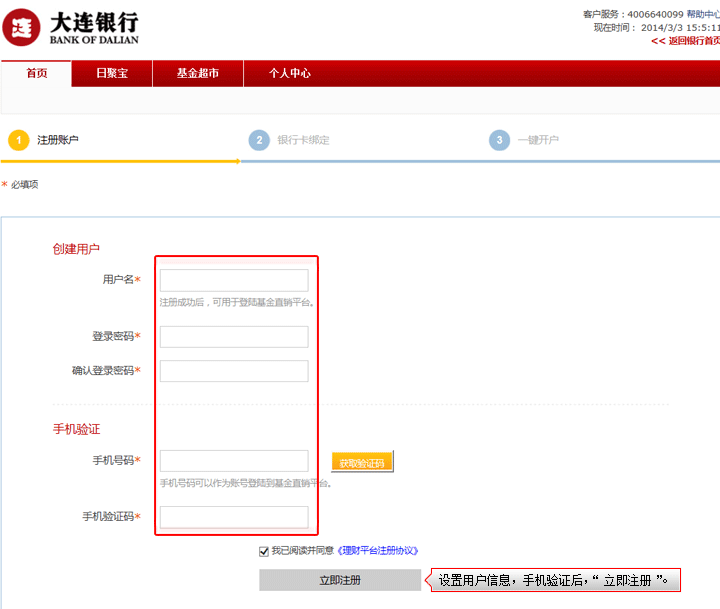 大连银行
BANK OF DALIAN
客户服务：4006640099 帮助中心
现在时间： 2014/3/3 15:5:11
<< 返回银行首页
首页 日聚宝 基金超市 个人中心
1 注册账户 2 银行卡绑定 3 一键开户
* 必填项
创建用户
用户名*
注册成功后，可用于登陆基金直销平台。
登录密码*
确认登录密码*
手机验证
手机号码* 获取验证码
手机号码可以作为账号登陆到基金直销平台。
手机验证码*
我已阅读并同意《理财平台注册协议》
立即注册
设置用户信息，手机验证后，“ 立即注册 ”。